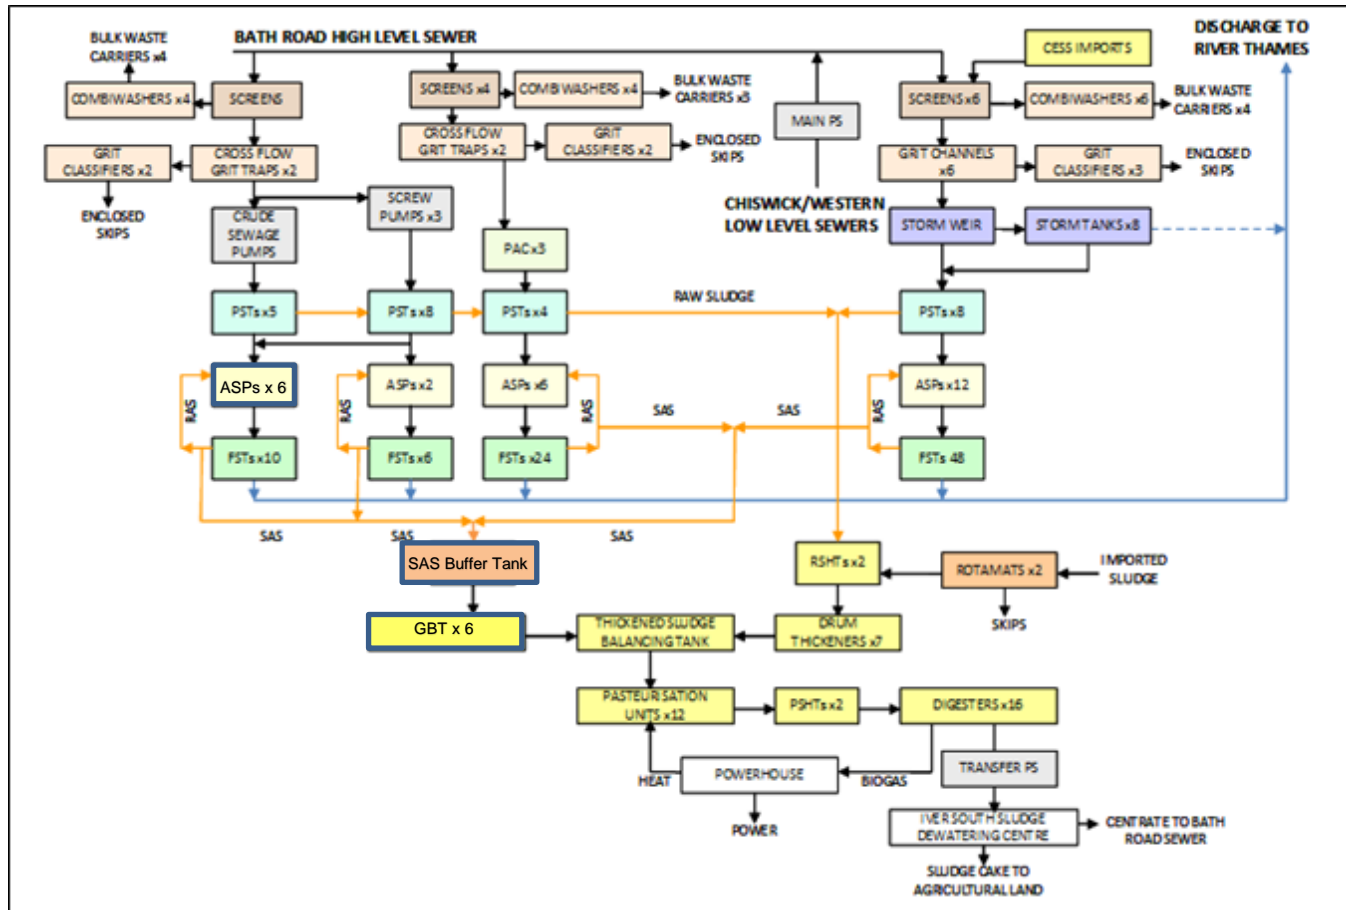 BULK WASTE
CARRIERS x4
BATH ROAD HIGH LEVEL SEWER
CESS IMPORTS
DISCHARGE TO
RIVER THAMES
COMBIWASHERS x4
SCREENS
SCREENS x4
COMBIWASHERS x4
BULK WASTE
CARRIERS x3
MAIN PS
SCREENS x6
COMBIWASHERS x6
BULK WASTE
CARRIERS x4
GRIT
CLASSIFIERS x2
CROSS FLOW
GRIT TRAPS x2
CROSS FLOW
GRIT TRAPS x2
GRIT
CLASSIFIERS x2
ENCLOSED
SKIPS
GRIT CHANNELS
x6
GRIT
CLASSIFIERS x3
ENCLOSED
SKIPS
ENCLOSED
SKIPS
CRUDE
SEWAGE
PUMPS
SCREW
PUMPS x3
CHISWICK/WESTERN
LOW LEVEL SEWERS
STORM WEIR
STORM TANKS x8
PAC x3
PSTs x5
PSTs x8
PSTs x4
RAW SLUDGE
PSTs x8
ASPs x 6
ASPs x2
ASPs x6
ASPs x12
RAS
RAS
RAS
SAS
SAS
RAS
FSTs x10
FSTs x6
FSTs x24
FSTs 48
SAS
SAS
SAS
SAS Buffer Tank
RSHTs x2
ROTAMATS x2
IMPORTED
SLUDGE
SKIPS
GBT x 6
THICKENED SLUDGE
BALANCING TANK
DRUM
THICKENERS x7
PASTEURISATION
UNITS x12
PSHTs x2
DIGESTERS x16
HEAT
POWERHOUSE
BIOGAS
TRANSFER PS
POWER
IVER SOUTH SLUDGE
DEWATERING CENTRE
CENTRATE TO BATH
ROAD SEWER
SLUDGE CAKE TO
AGRICULTURAL LAND